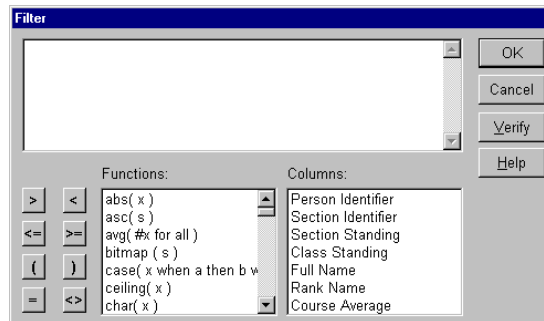 Filter
OK
Cancel
Verify
Help
Functions:
Columns:
> <
<= >=
( )
= <>
abs( x )
asc( s )
avg( #x for all )
bitmap ( s )
case( x when a then b w
ceiling( x )
char( x )
Person Identifier
Section Identifier
Section Standing
Class Standing
Full Name
Rank Name
Course Average